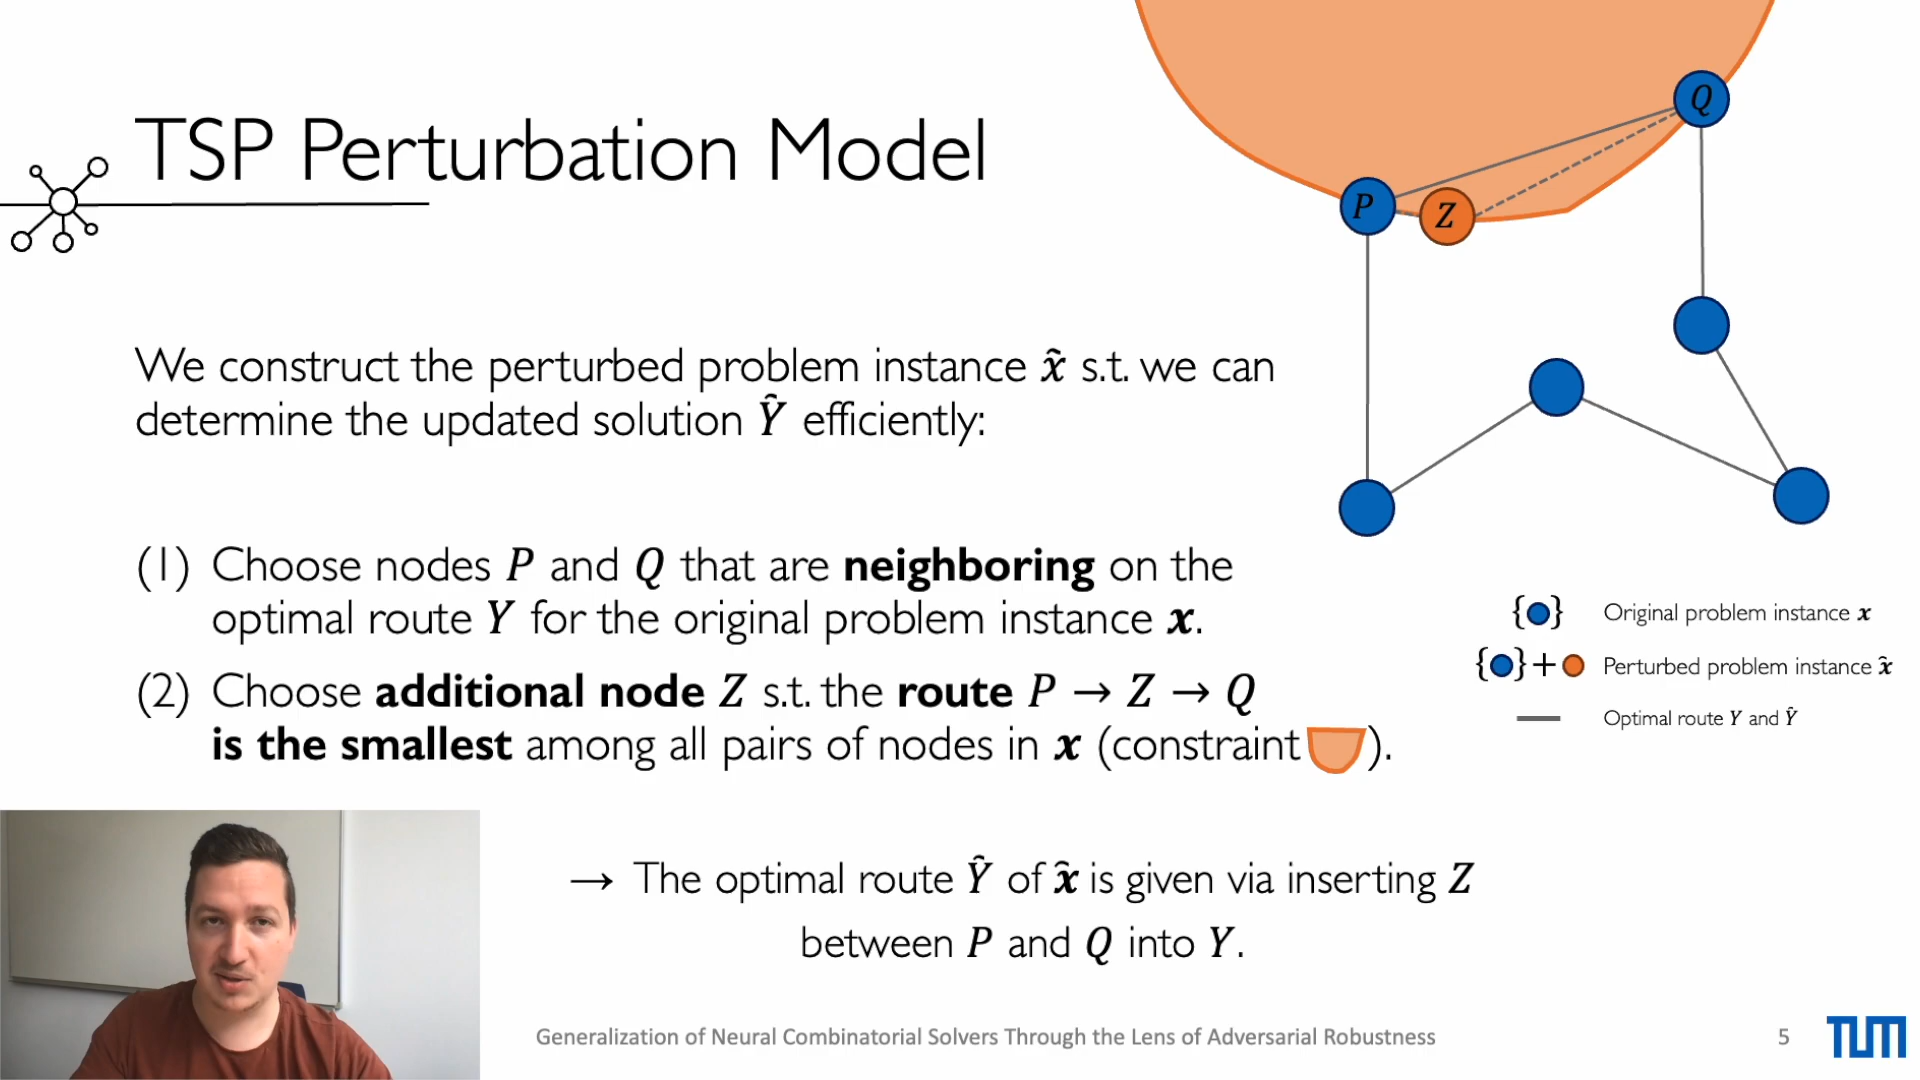 TSP Perturbation Model
We construct the perturbed problem instance x̃ s.t. we can
determine the updated solution Ỹ efficiently:
(1) Choose nodes P and Q that are neighboring on the
optimal route Y for the original problem instance x.
(2) Choose additional node Z s.t. the route P → Z → Q
is the smallest among all pairs of nodes in x (constraint ).
→ The optimal route Ỹ of x̃ is given via inserting Z
between P and Q into Y.
Q
P
Z
{ } Original problem instance x
{ }+ Perturbed problem instance x̃
Optimal route Y and Ỹ
Generalization of Neural Combinatorial Solvers Through the Lens of Adversarial Robustness
5
TUM